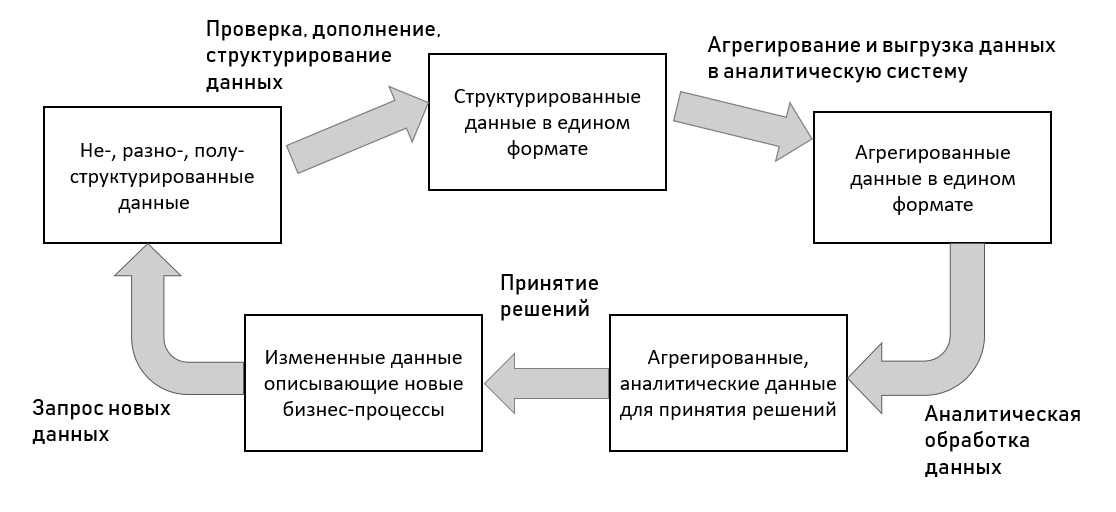 Проверка, дополнение,
структурирование
данных
Агрегирование и выгрузка данных
в аналитическую систему
Структурированные
данные в едином
формате
Не-, разно-, полу-
структурированные
данные
Агрегированные
данные в едином
формате
Принятие
решений
Измененные данные
описывающие новые
бизнес-процессы
Агрегированные,
аналитические данные
для принятия решений
Запрос новых
данных
Аналитическая
обработка
данных